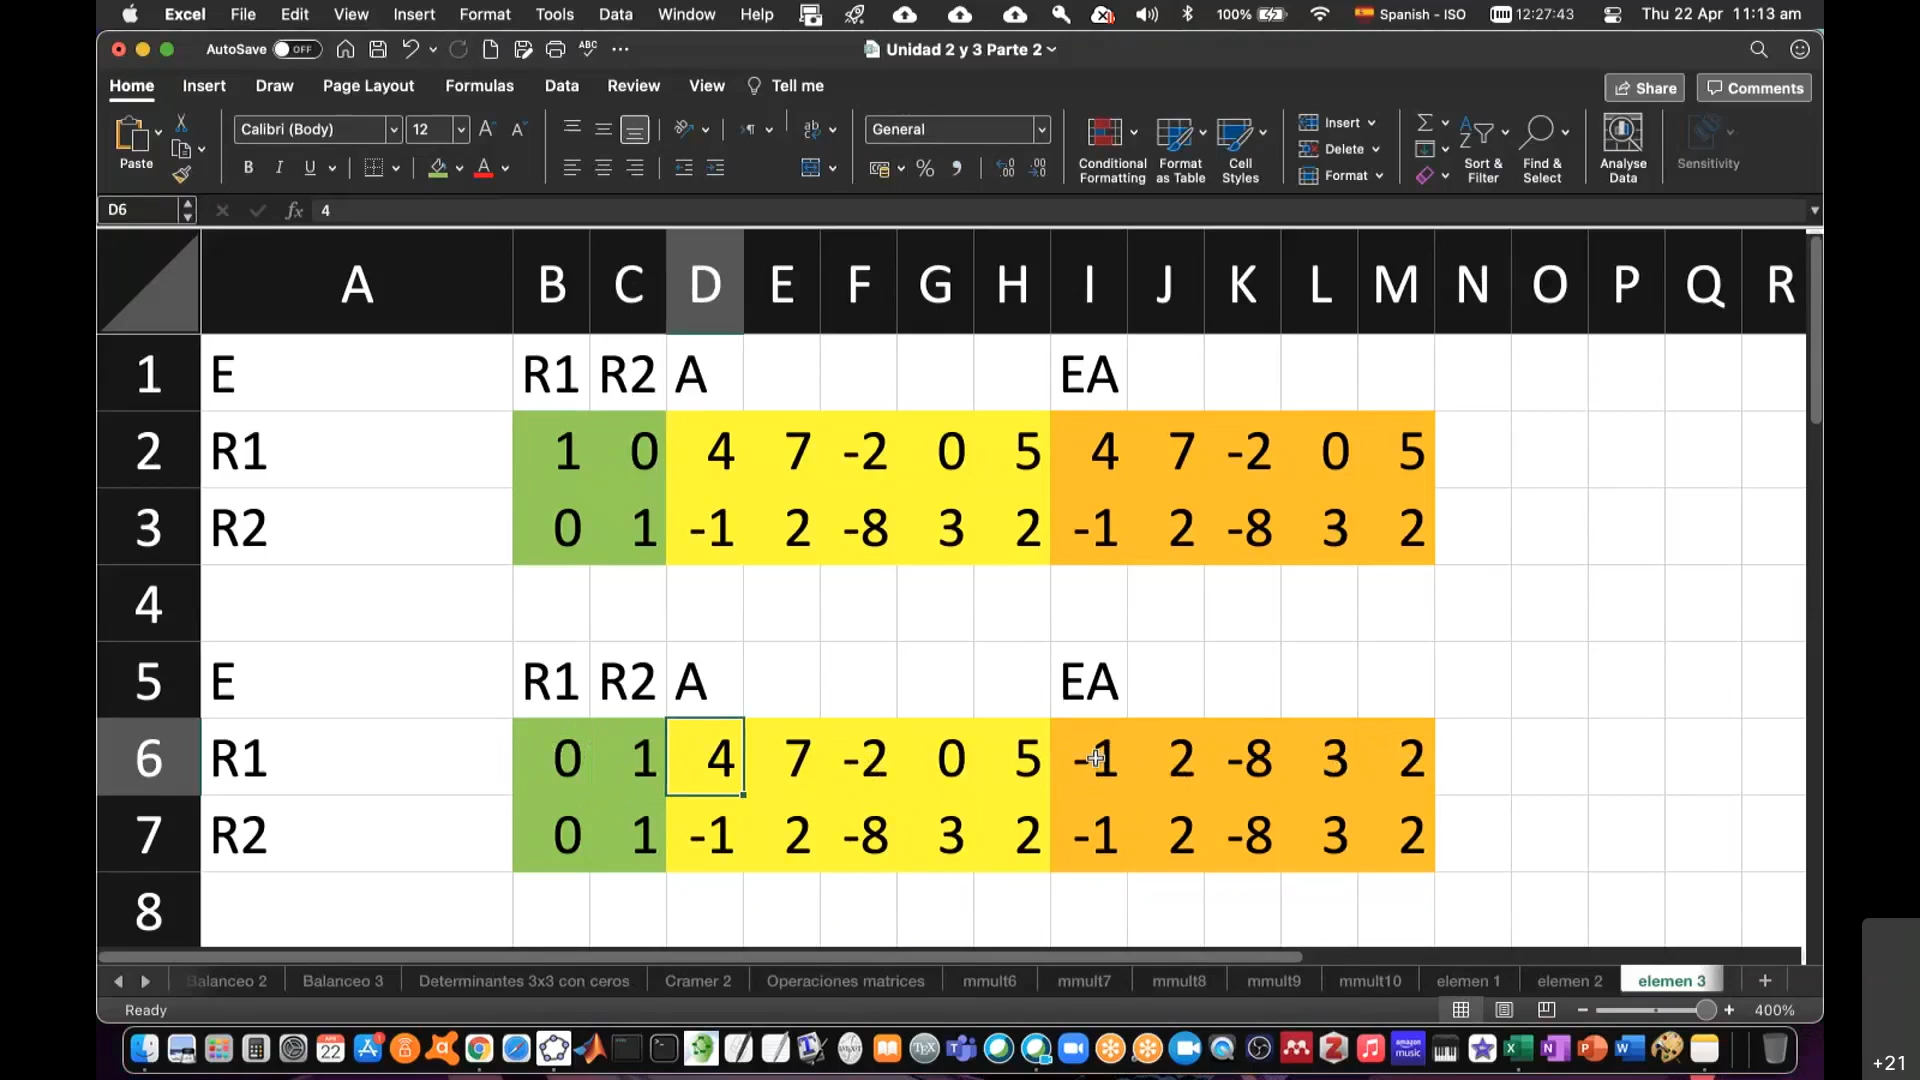 Excel File Edit View Insert Format Tools Data Window Help 100% Spanish - ISO 12:27:43 Thu 22 Apr 11:13 am
AutoSave OFF ABC ... Unidad 2 y 3 Parte 2
Home Insert Draw Page Layout Formulas Data Review View Tell me Share Comments
Paste Calibri (Body) 12 A A ab General Insert
Delete
B I U A % Format
Conditional Formatting Format as Table Cell Styles Sort & Filter Find & Select Analyse Data Sensitivity
D6 fx 4
A B C D E F G H I J K L M N O P Q R
1 E R1 R2 A EA
2 R1 1 0 4 7 -2 0 5 4 7 -2 0 5
3 R2 0 1 -1 2 -8 3 2 -1 2 -8 3 2
4
5 E R1 R2 A EA
6 R1 0 1 4 7 -2 0 5 -1 2 -8 3 2
7 R2 0 1 -1 2 -8 3 2 -1 2 -8 3 2
8
Balanceo 2 Balanceo 3 Determinantes 3x3 con ceros Cramer 2 Operaciones matrices mmult6 mmult7 mmult8 mmult9 mmult10 elemen 1 elemen 2 elemen 3 +
Ready - + 400%
+21